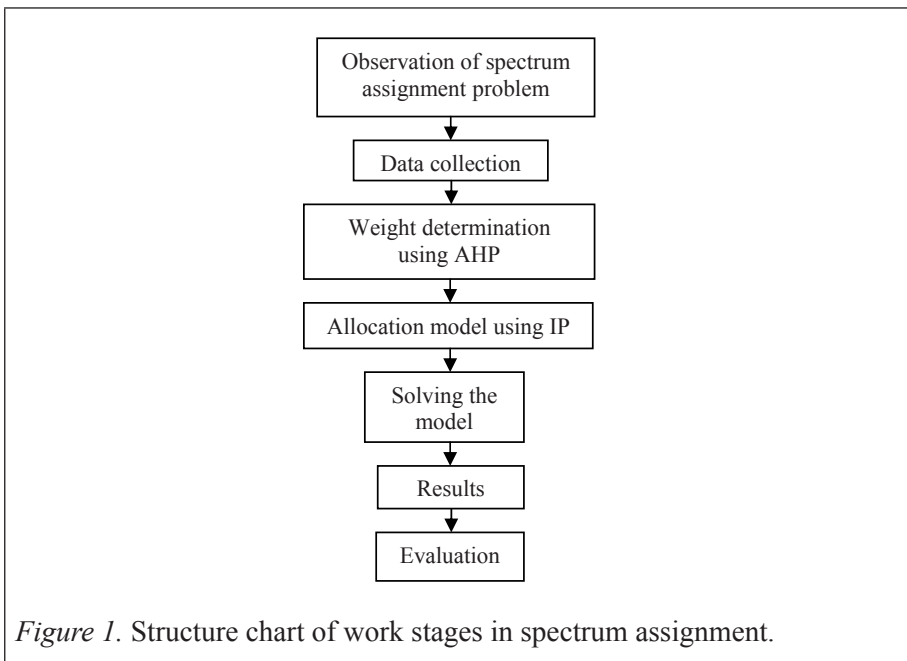 Observation of spectrum
assignment problem
Data collection
Weight determination
using AHP
Allocation model using IP
Solving the
model
Results
Evaluation
Figure 1. Structure chart of work stages in spectrum assignment.